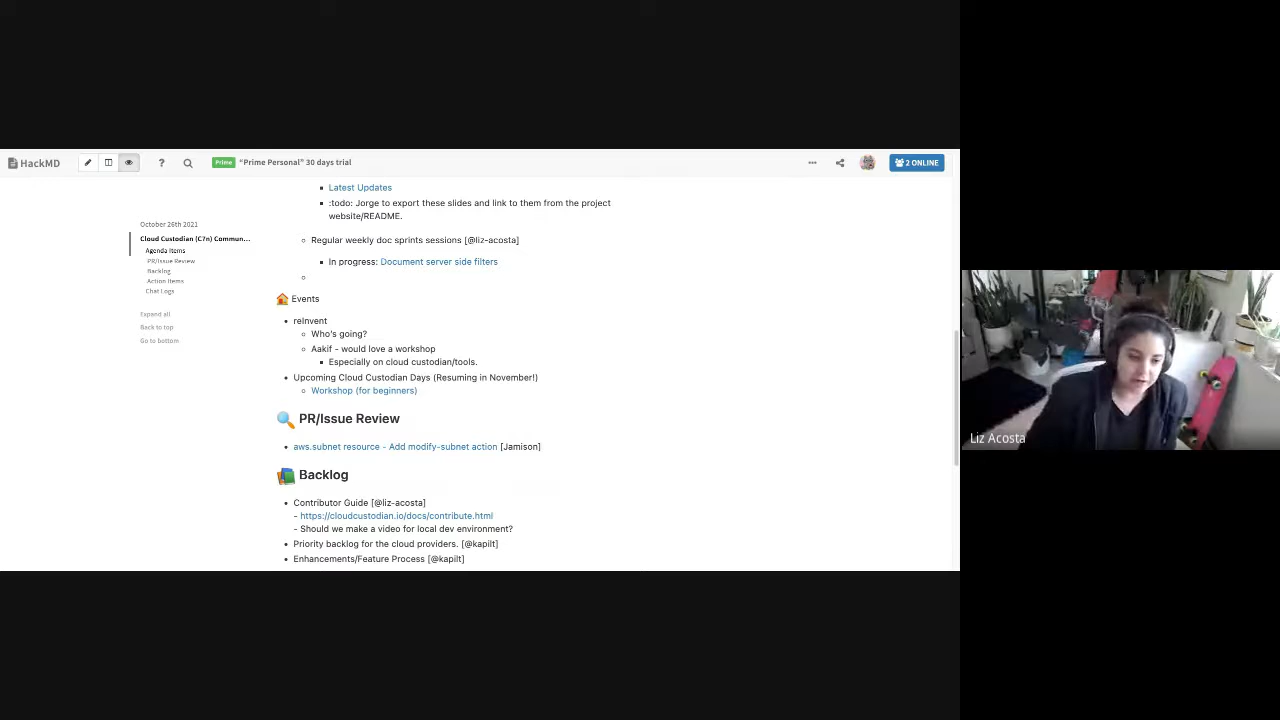 HackMD
?
Prime "Prime Personal" 30 days trial
2 ONLINE
October 26th 2021
Cloud Custodian (C7n) Commun...
Agenda Items
PR/Issue Review
Backlog
Action Items
Chat Logs
Expand all
Back to top
Go to bottom
Latest Updates
:todo: Jorge to export these slides and link to them from the project
website/README.
Regular weekly doc sprints sessions [@liz-acosta]
In progress: Document server side filters
Events
reInvent
Who's going?
Aakif - would love a workshop
Especially on cloud custodian/tools.
Upcoming Cloud Custodian Days (Resuming in November!)
Workshop (for beginners)
PR/Issue Review
aws.subnet resource - Add modify-subnet action [Jamison]
Backlog
Contributor Guide [@liz-acosta]
- https://cloudcustodian.io/docs/contribute.html
- Should we make a video for local dev environment?
Priority backlog for the cloud providers. [@kapilt]
Enhancements/Feature Process [@kapilt]
Liz Acosta